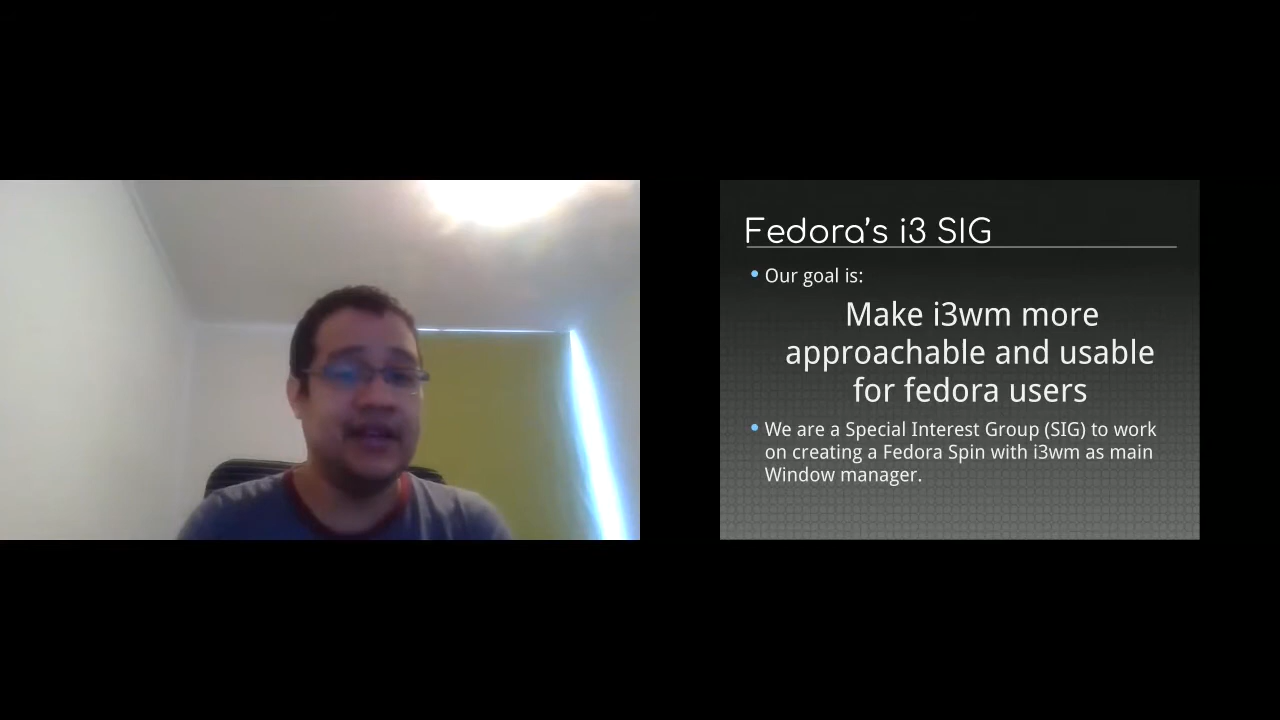 Fedora's i3 SIG
Our goal is:
Make i3wm more
approachable and usable
for fedora users
We are a Special Interest Group (SIG) to work
on creating a Fedora Spin with i3wm as main
Window manager.